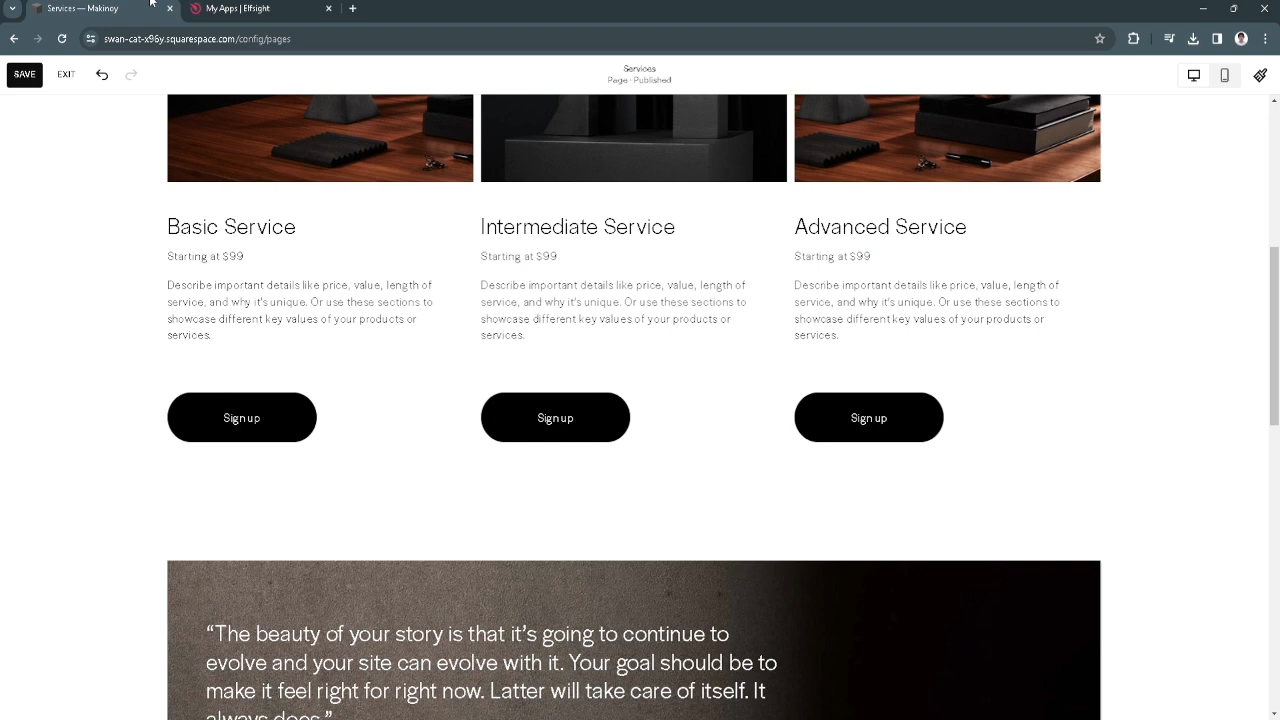 Services — Makinoy
My Apps | Elfsight
swan-cat-x96y.squarespace.com/config/pages
SAVE
EXIT
Services
Page · Published
Basic Service
Starting at $99
Describe important details like price, value, length of
service, and why it's unique. Or use these sections to
showcase different key values of your products or
services.
Sign up
Intermediate Service
Starting at $99
Describe important details like price, value, length of
service, and why it's unique. Or use these sections to
showcase different key values of your products or
services.
Sign up
Advanced Service
Starting at $99
Describe important details like price, value, length of
service, and why it's unique. Or use these sections to
showcase different key values of your products or
services.
Sign up
“The beauty of your story is that it’s going to continue to
evolve and your site can evolve with it. Your goal should be to
make it feel right for right now. Latter will take care of itself. It
always does.”